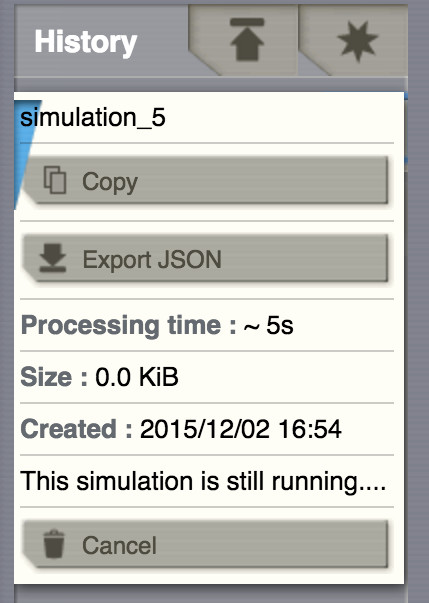 History
simulation_5
Copy
Export JSON
Processing time : ~ 5s
Size : 0.0 KiB
Created : 2015/12/02 16:54
This simulation is still running....
Cancel